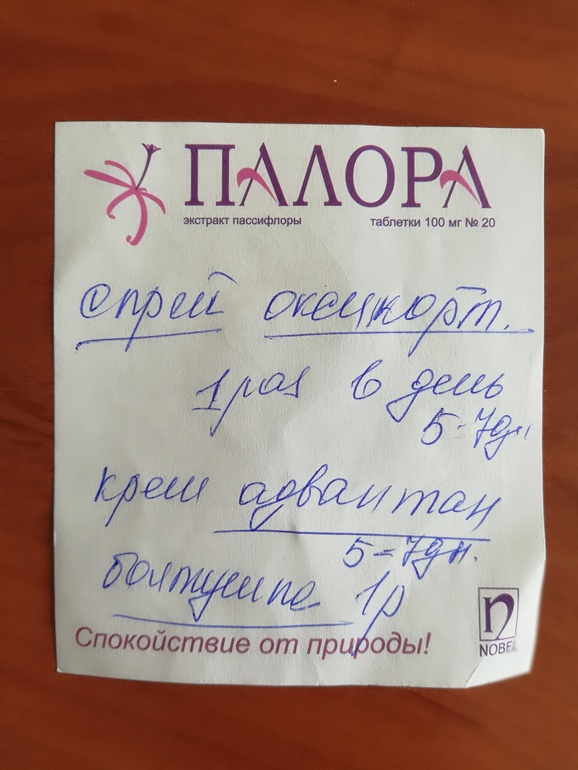 ПАЛОРА
экстракт пассифлоры таблетки 100 мг № 20
спрей оксикорт.
1 раз в день
5-7дн
крем адвантан
5-7дн.
болтушка 1р
Спокойствие от природы!
n
NOBEL